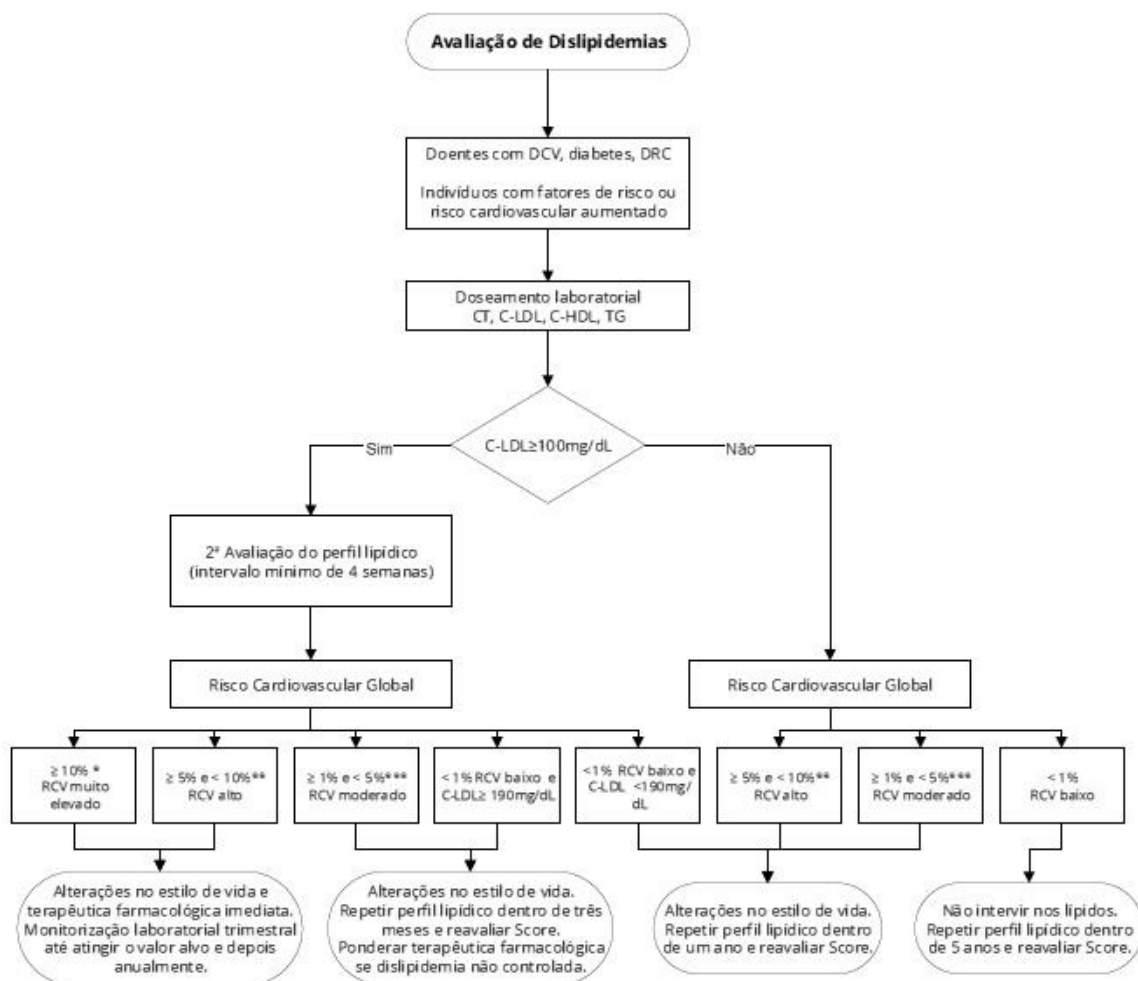 Avaliação de Dislipidemias
Doentes com DCV, diabetes, DRC
Indivíduos com fatores de risco ou
risco cardiovascular aumentado
Doseamento laboratorial
CT, C-LDL, C-HDL, TG
C-LDL≥100mg/dL
Sim
Não
2ª Avaliação do perfil lipídico
(intervalo mínimo de 4 semanas)
Risco Cardiovascular Global
Risco Cardiovascular Global
≥ 10% *
RCV muito
elevado
≥ 5% e < 10%**
RCV alto
≥ 1% e < 5%***
RCV moderado
<1% RCV baixo e
C-LDL≥ 190mg/dL
<1% RCV baixo e
C-LDL <190mg/
dL
≥ 5% e < 10%**
RCV alto
≥ 1% e < 5%***
RCV moderado
< 1%
RCV baixo
Alterações no estilo de vida e
terapêutica farmacológica imediata.
Monitorização laboratorial trimestral
até atingir o valor alvo e depois
anualmente.
Alterações no estilo de vida.
Repetir perfil lipídico dentro de três
meses e reavaliar Score.
Ponderar terapêutica farmacológica
se dislipidemia não controlada.
Alterações no estilo de vida.
Repetir perfil lipídico dentro
de um ano e reavaliar Score.
Não intervir nos lípidos.
Repetir perfil lipídico dentro
de 5 anos e reavaliar Score.